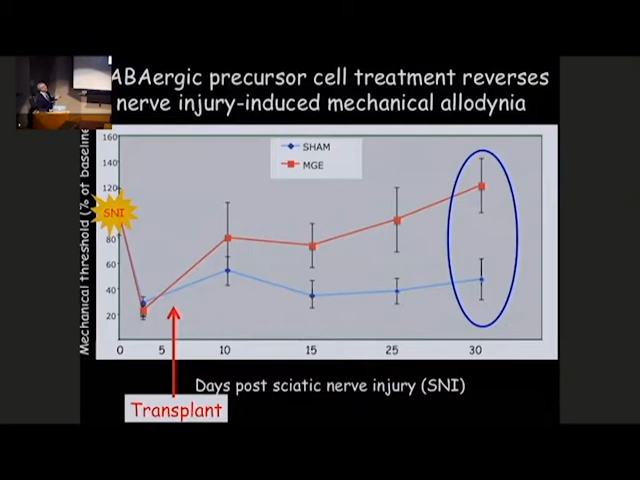 ABAergic precursor cell treatment reverses
nerve injury-induced mechanical allodynia
Mechanical threshold (% of baseline
160
140
120
80
60
40
20
SNI
SHAM
MGE
0 5 10 15 25 30
Days post sciatic nerve injury (SNI)
Transplant